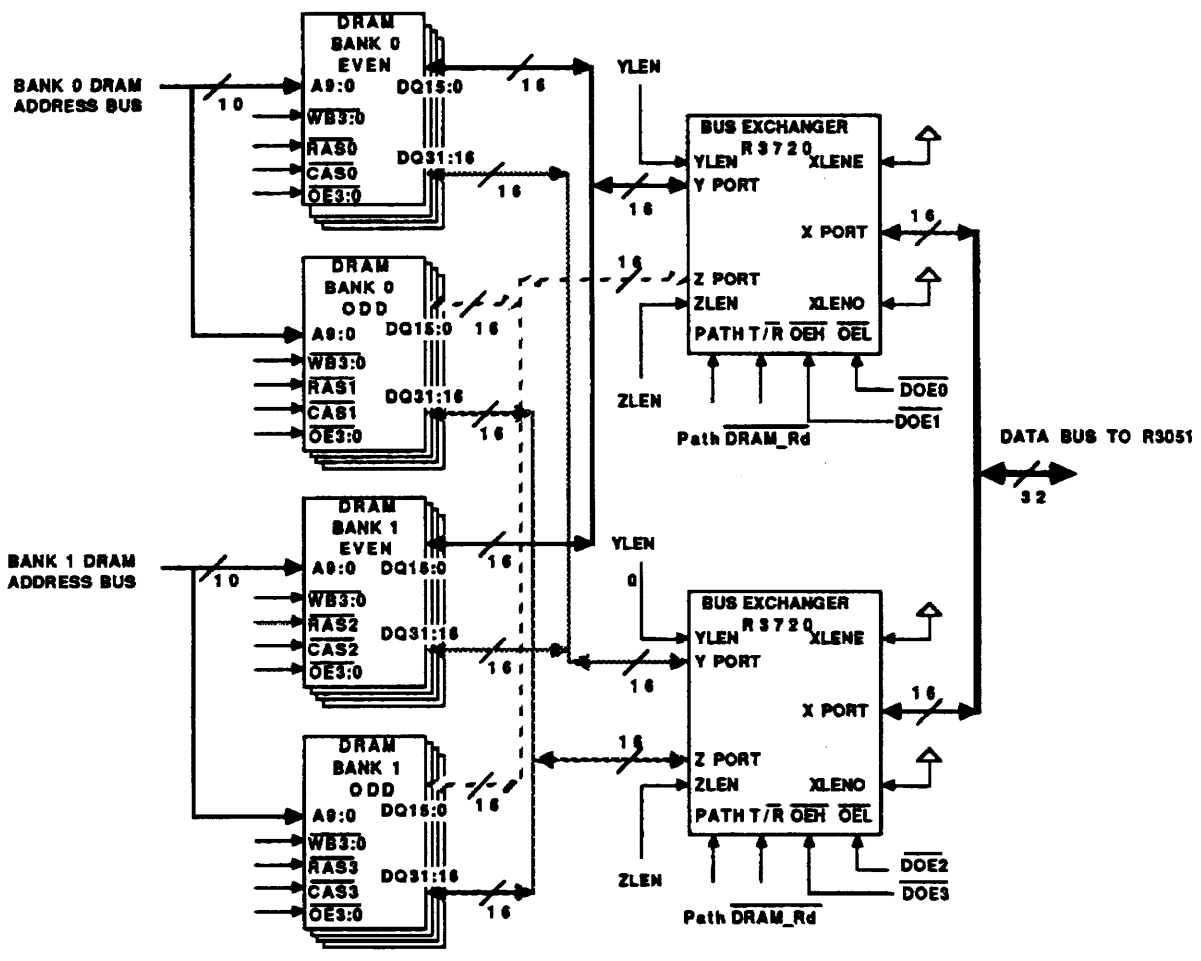 BANK 0 DRAM
ADDRESS BUS
10
DRAM
BANK 0
EVEN
A9:0
DQ15:0
WB3:0
RAS0
DQ31:16
CAS0
OE3:0
16
16
DRAM
BANK 0
ODD
DQ15:0
A9:0
WB3:0
RAS1
DQ31:16
CAS1
OE3:0
16
16
BANK 1 DRAM
ADDRESS BUS
10
DRAM
BANK 1
EVEN
A9:0
DQ15:0
WB3:0
RAS2
DQ31:16
CAS2
OE3:0
16
16
DRAM
BANK 1
ODD
DQ15:0
A9:0
WB3:0
RAS3
DQ31:16
CAS3
OE3:0
16
16
YLEN
BUS EXCHANGER
R3720
YLEN
XLENE
Y PORT
16
X PORT
16
16
Z PORT
ZLEN
XLENO
PATH T/R OEH OEL
ZLEN
DOE0
DOE1
Path DRAM_Rd
DATA BUS TO R3051
32
YLEN
0
BUS EXCHANGER
R3720
YLEN
XLENE
Y PORT
16
X PORT
16
16
Z PORT
ZLEN
XLENO
PATH T/R OEH OEL
ZLEN
DOE2
DOE3
Path DRAM_Rd